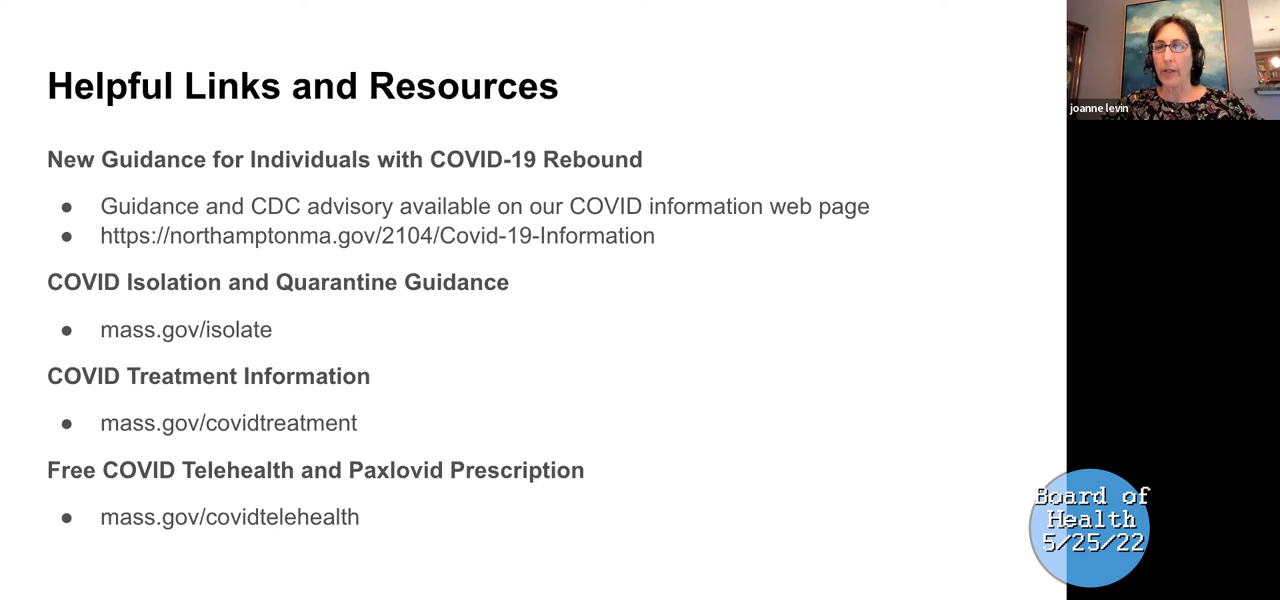 Helpful Links and Resources
New Guidance for Individuals with COVID-19 Rebound
● Guidance and CDC advisory available on our COVID information web page
● https://northamptonma.gov/2104/Covid-19-Information
COVID Isolation and Quarantine Guidance
● mass.gov/isolate
COVID Treatment Information
● mass.gov/covidtreatment
Free COVID Telehealth and Paxlovid Prescription
● mass.gov/covidtelehealth
joanne levin
Board of
Health
5/25/22